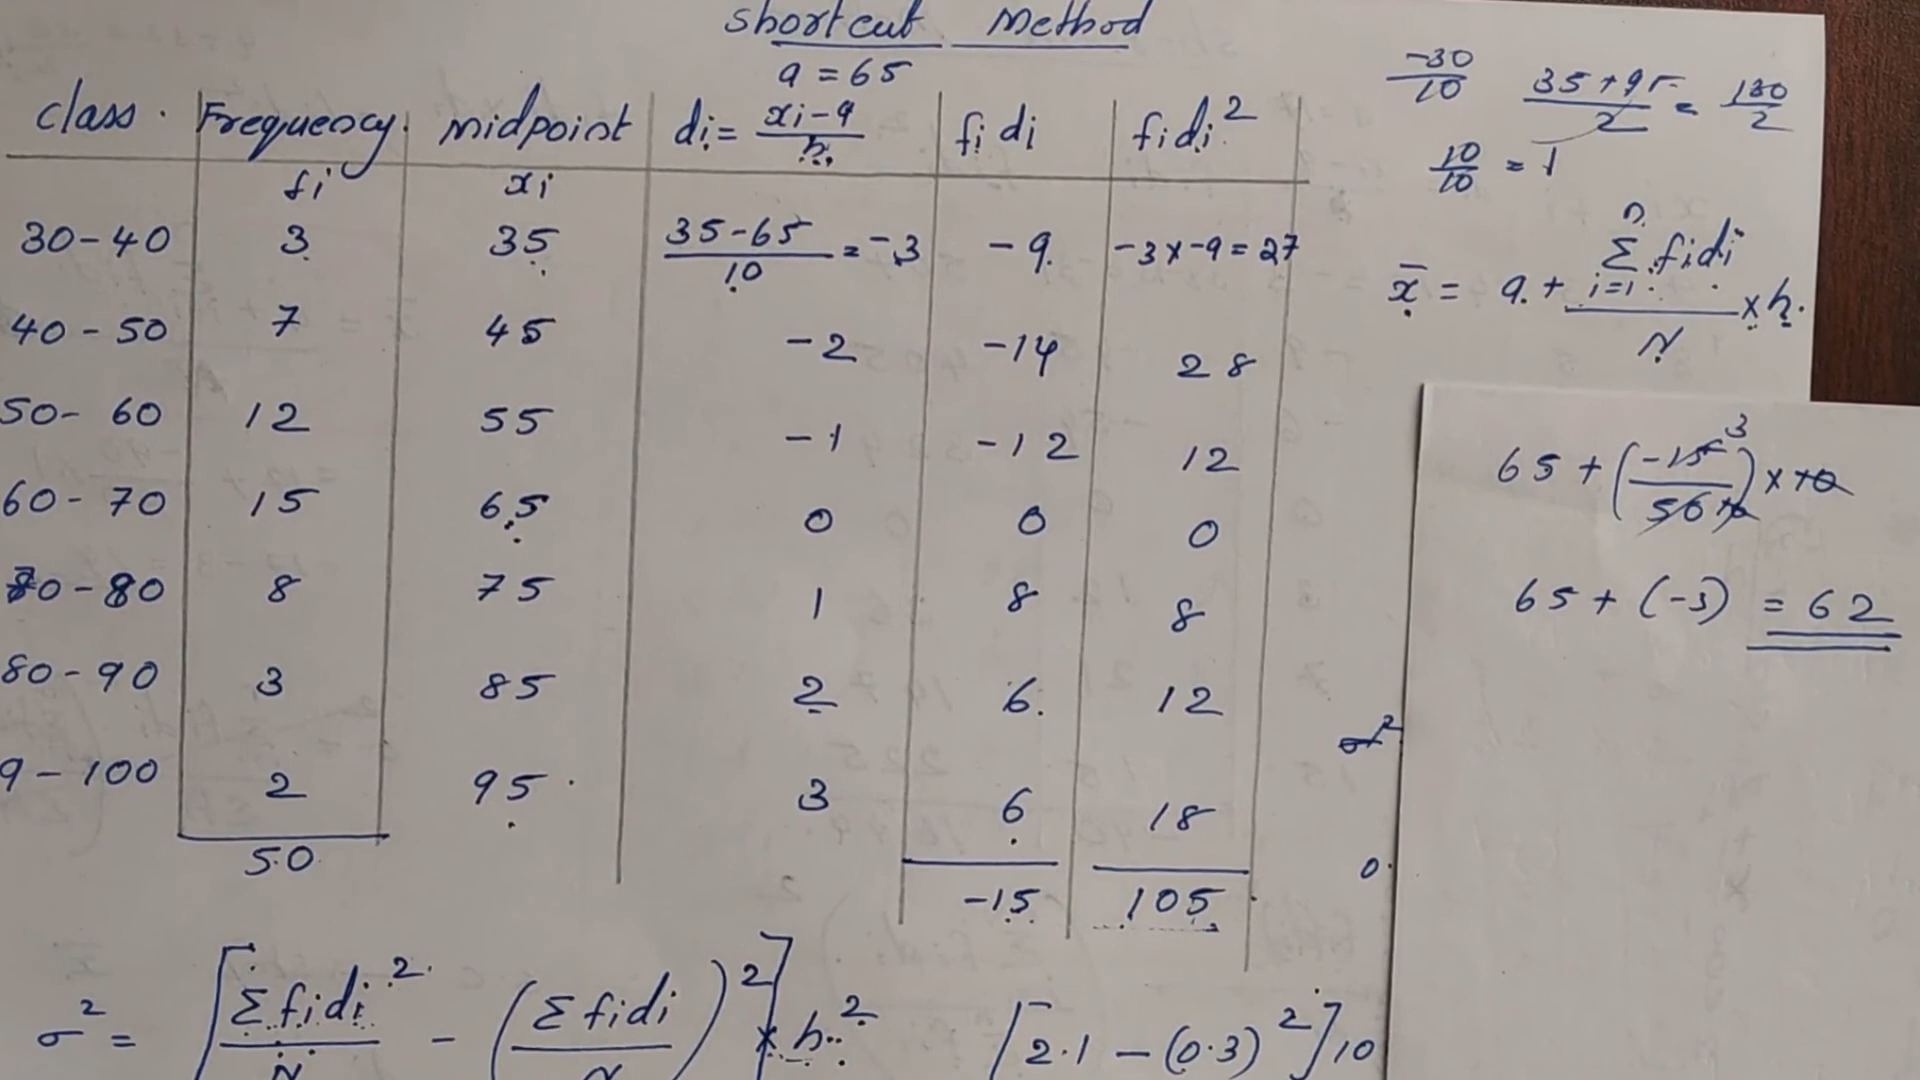 shortcut Method
a = 65
class. Frequency midpoint di = xi-a/h fidi fidi²
fi xi
30-40 3 35 35-65/10 = -3 -9 -3×-9=27
40-50 7 45 -2 -14 28
50-60 12 55 -1 -12 12
60-70 15 65 0 0 0
70-80 8 75 1 8 8
80-90 3 85 2 6 12
9-100 2 95 3 6 18
50 -15 105
σ² = [Σfidi²/N - (Σfidi/N)²] × h² [2.1 - (0.3)²]10
-30/10 35+95/2 = 130/2
10/10 = 1
x̄ = a + Σ fidi/N × h
n
i=1
65 + (-15/50) × 10
3
65 + (-3) = 62
σ²
0.